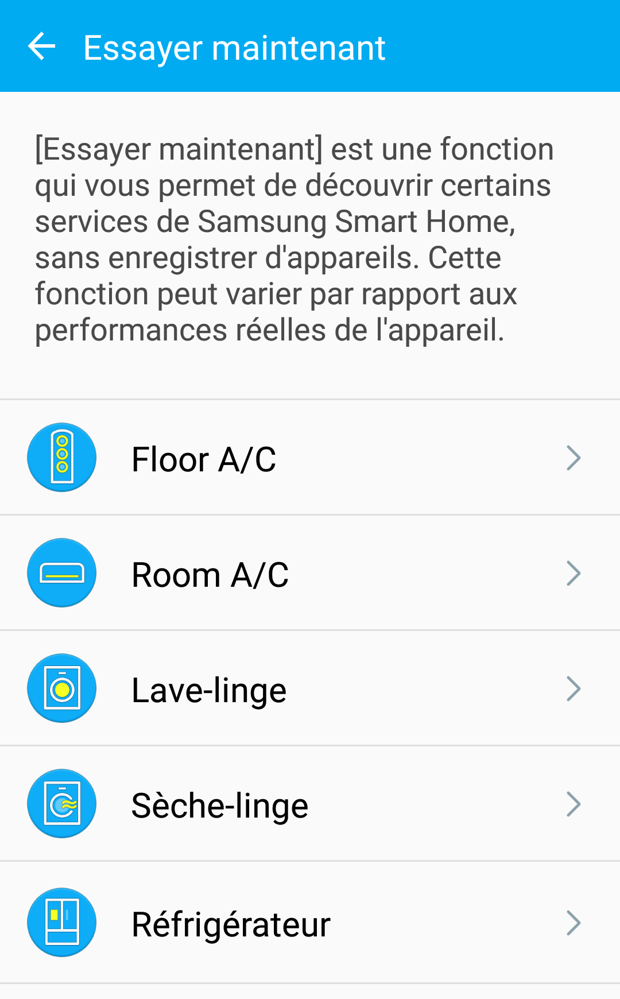 Essayer maintenant
[Essayer maintenant] est une fonction
qui vous permet de découvrir certains
services de Samsung Smart Home,
sans enregistrer d'appareils. Cette
fonction peut varier par rapport aux
performances réelles de l'appareil.
Floor A/C
Room A/C
Lave-linge
Sèche-linge
Réfrigérateur